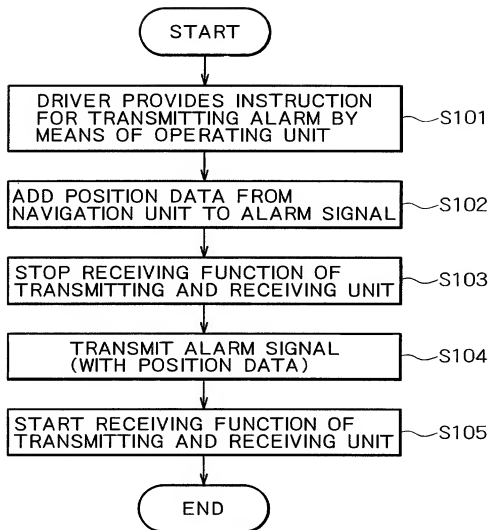 START
DRIVER PROVIDES INSTRUCTION
FOR TRANSMITTING ALARM BY
MEANS OF OPERATING UNIT
S101
ADD POSITION DATA FROM
NAVIGATION UNIT TO ALARM SIGNAL
S102
STOP RECEIVING FUNCTION OF
TRANSMITTING AND RECEIVING UNIT
S103
TRANSMIT ALARM SIGNAL
(WITH POSITION DATA)
S104
START RECEIVING FUNCTION OF
TRANSMITTING AND RECEIVING UNIT
S105
END